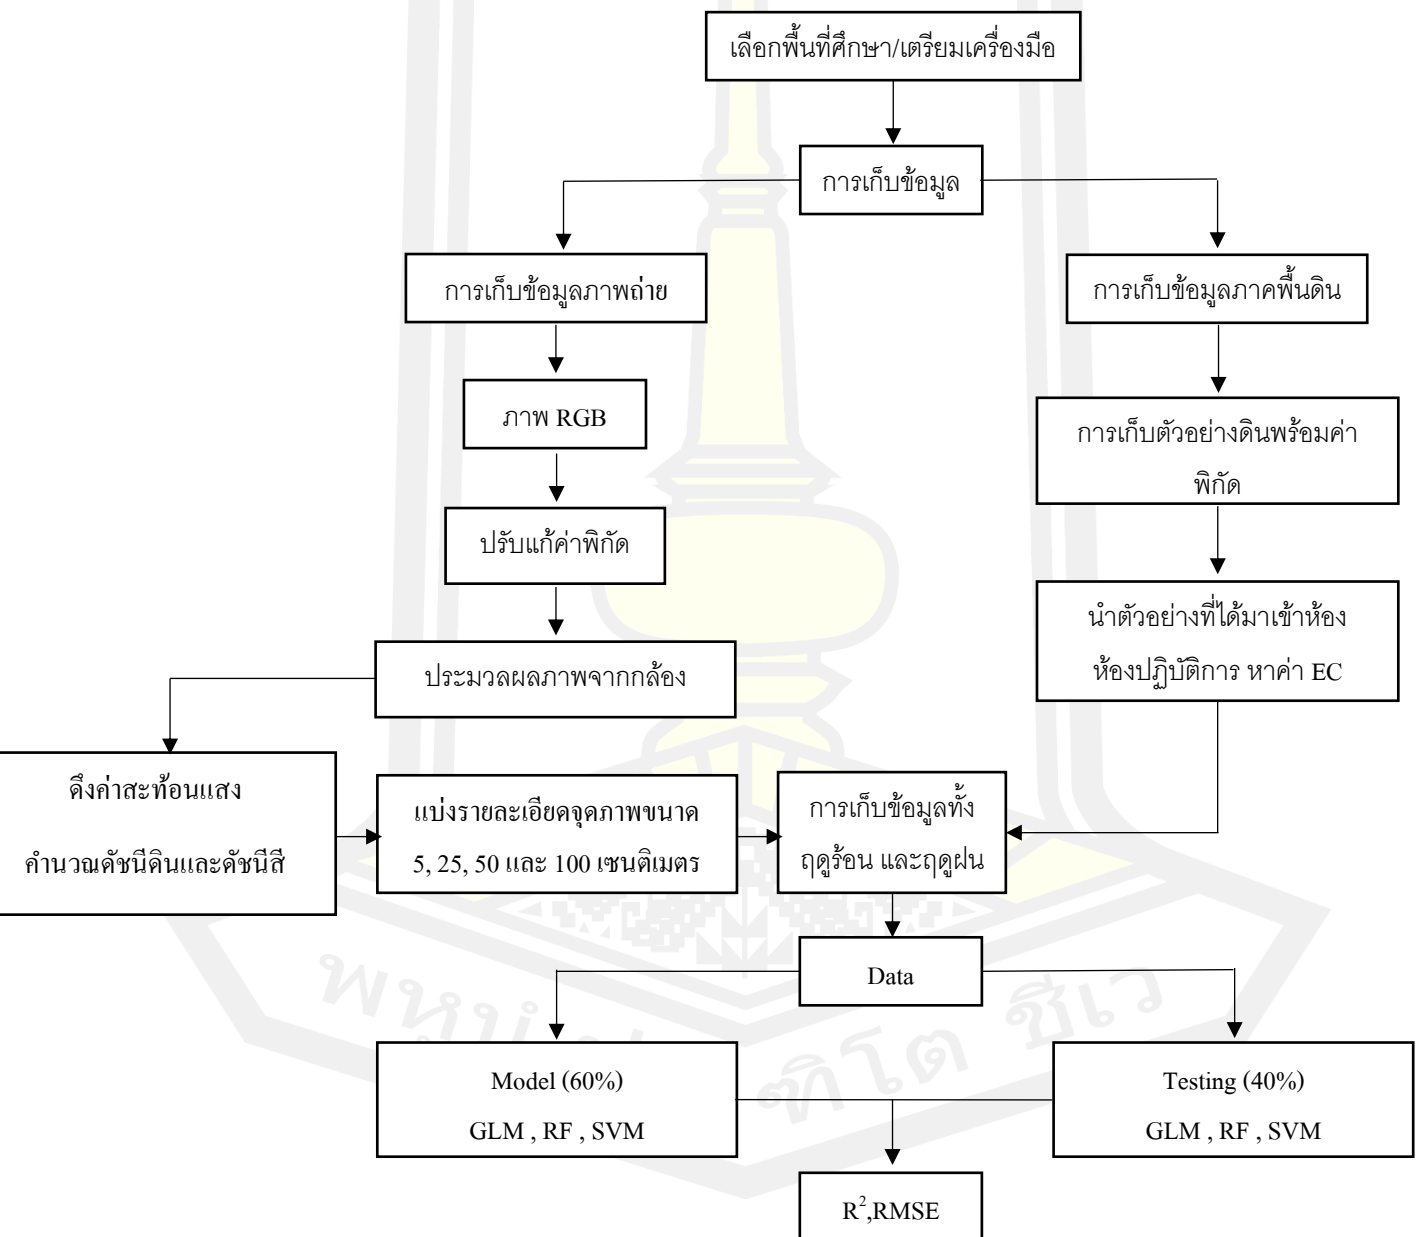 เลือกพื้นที่ศึกษา/เตรียมเครื่องมือ
การเก็บข้อมูล
การเก็บข้อมูลภาพถ่าย
การเก็บข้อมูลภาคพื้นดิน
ภาพ RGB
การเก็บตัวอย่างดินพร้อมค่า
พิกัด
ปรับแก้ค่าพิกัด
นำตัวอย่างที่ได้มาเข้าห้อง
ห้องปฏิบัติการ หาค่า EC
ประมวลผลภาพจากกล้อง
ดึงค่าสะท้อนแสง
คำนวณดัชนีดินและดัชนีสี
แบ่งรายละเอียดจุดภาพขนาด
5, 25, 50 และ 100 เซนติเมตร
การเก็บข้อมูลทั้ง
ฤดูร้อน และฤดูฝน
Data
Model (60%)
GLM , RF , SVM
Testing (40%)
GLM , RF , SVM
R²,RMSE